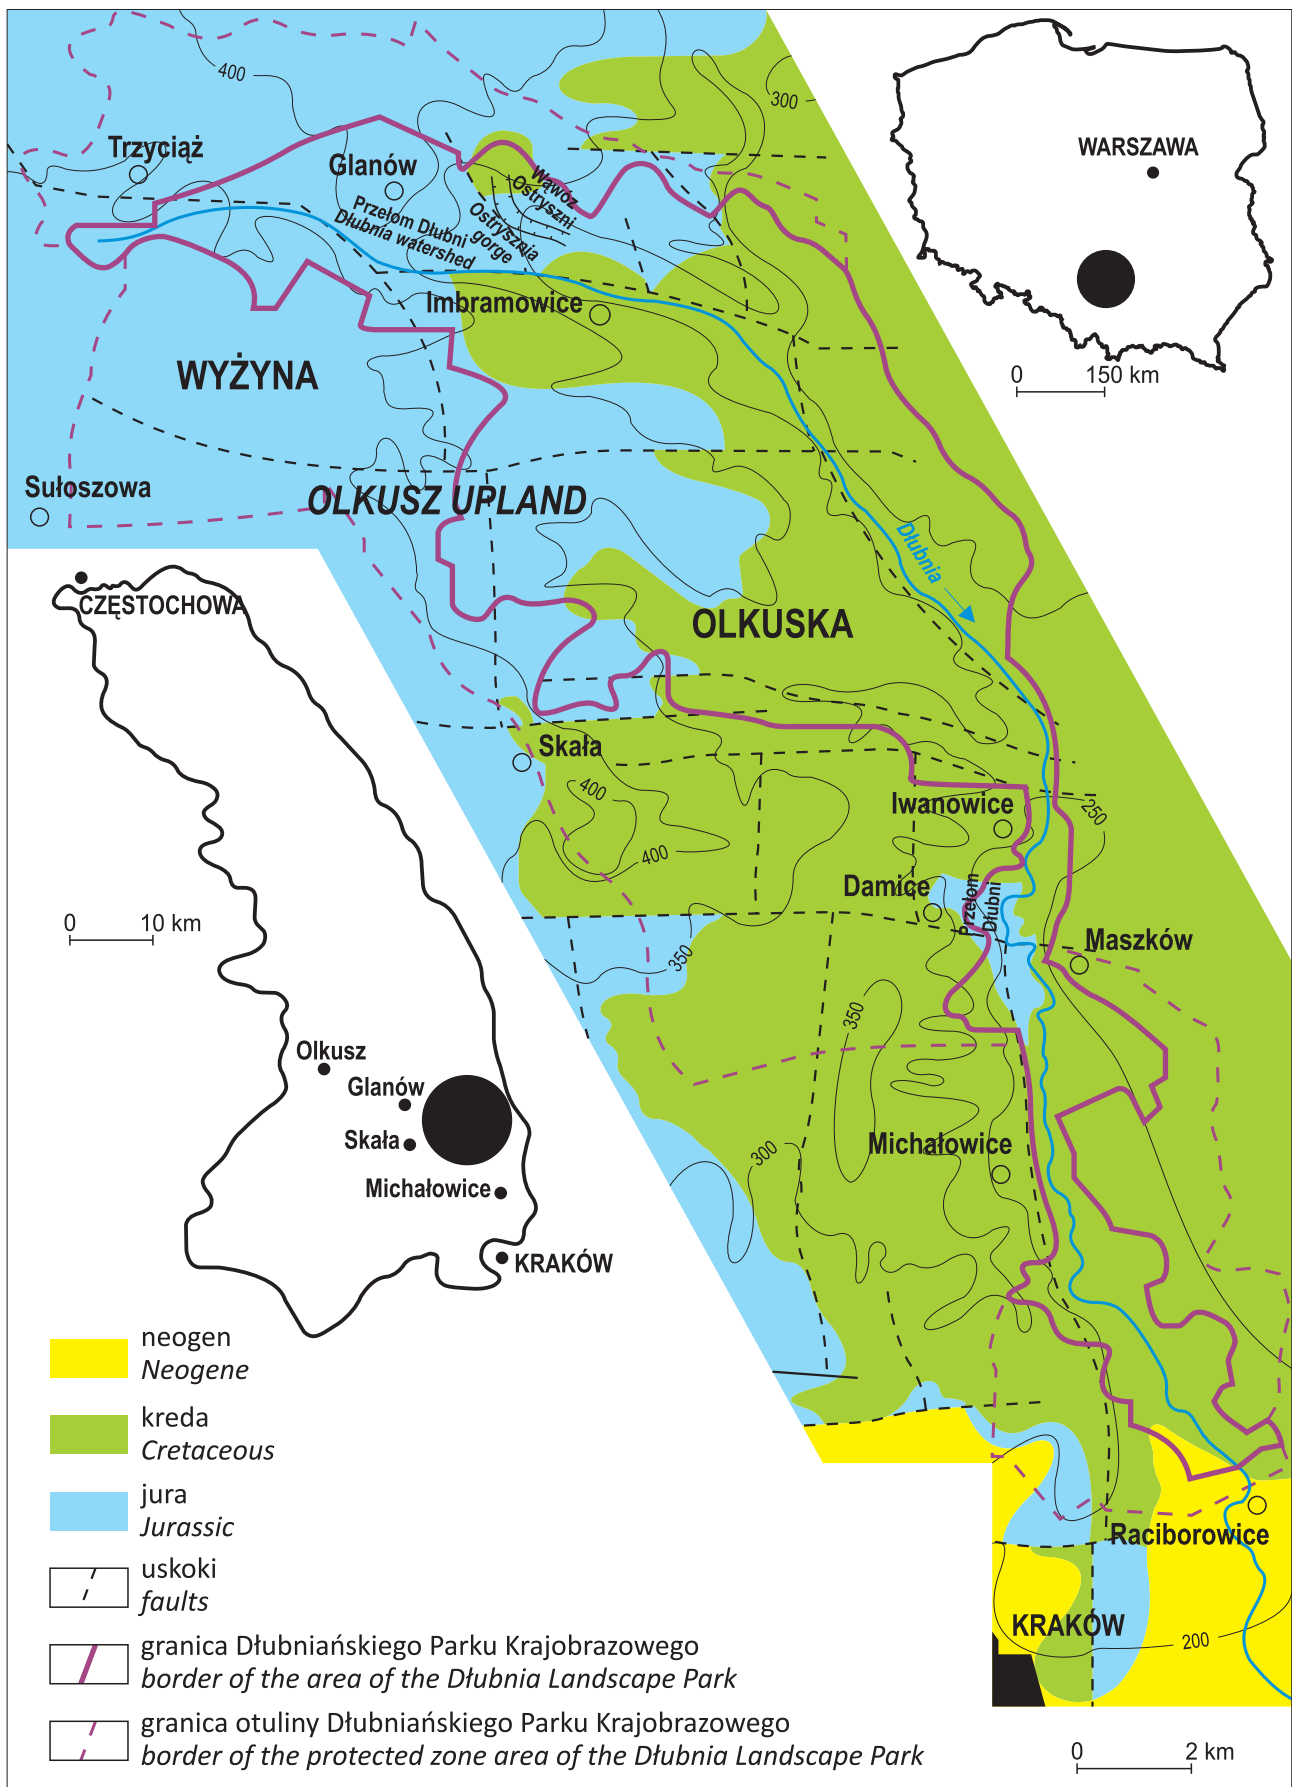 400
300
Trzyciąż
Glanów
WARSZAWA
Wąwóz
Ostryszni
Ostrysznia
gorge
Przełom Dłubni
Dłubnia watershed
Imbramowice
0 150 km
WYŻYNA
Sułoszowa
OLKUSZ UPLAND
Dłubnia
CZĘSTOCHOWA
OLKUSKA
Skała
400
400
Iwanowice
250
Damice
Przełom
Dłubni
0 10 km
Maszków
350
350
Olkusz
Glanów
Skała
Michałowice
Michałowice
300
KRAKÓW
neogen
Neogene
kreda
Cretaceous
jura
Jurassic
Raciborowice
uskoki
faults
KRAKÓW
200
granica Dłubniańskiego Parku Krajobrazowego
border of the area of the Dłubnia Landscape Park
granica otuliny Dłubniańskiego Parku Krajobrazowego
border of the protected zone area of the Dłubnia Landscape Park
0 2 km